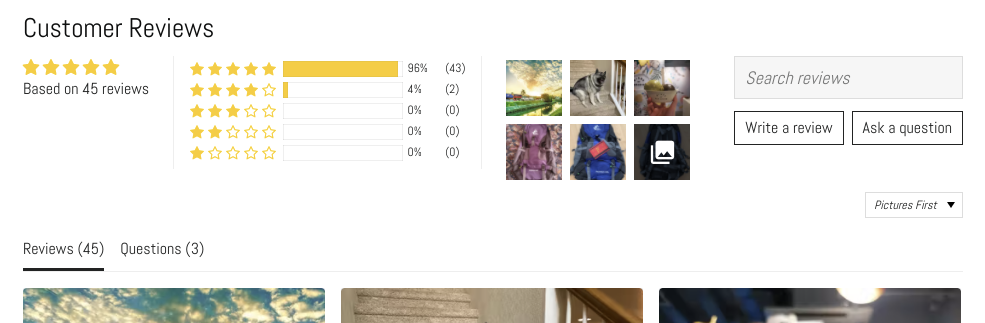 Customer Reviews
Based on 45 reviews
96% (43)
4% (2)
0% (0)
0% (0)
0% (0)
Search reviews
Write a review
Ask a question
Pictures First
Reviews (45) Questions (3)